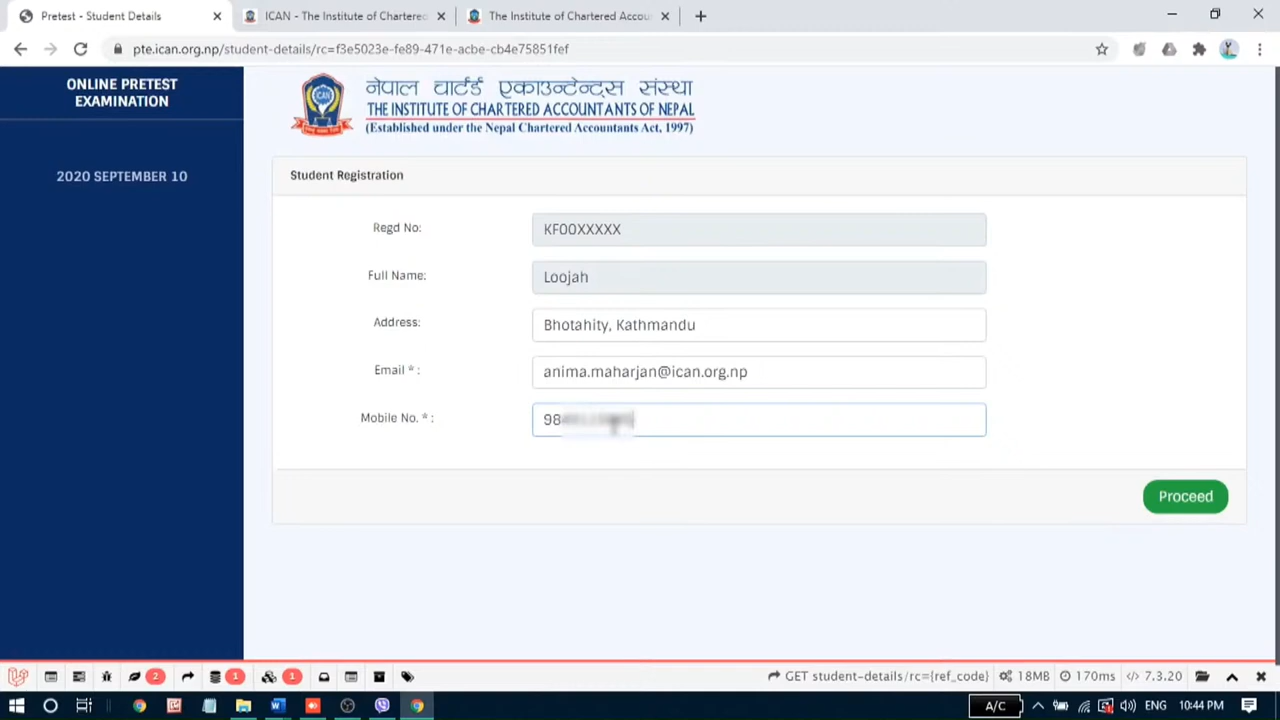 Pretest - Student Details
ICAN - The Institute of Chartered
The Institute of Chartered Accou
pte.ican.org.np/student-details/rc=f3e5023e-fe89-471e-acbe-cb4e75851fef
ONLINE PRETEST
EXAMINATION
2020 SEPTEMBER 10
नेपाल चार्टर्ड एकाउन्टेन्ट्स संस्था
THE INSTITUTE OF CHARTERED ACCOUNTANTS OF NEPAL
(Established under the Nepal Chartered Accountants Act, 1997)
Student Registration
Regd No: KF00XXXXX
Full Name: Loojah
Address: Bhotahity, Kathmandu
Email * : anima.maharjan@ican.org.np
Mobile No. * : 98
Proceed
2 1 1 GET student-details/rc={ref_code} 18MB 170ms 7.3.20
A/C ENG 10:44 PM